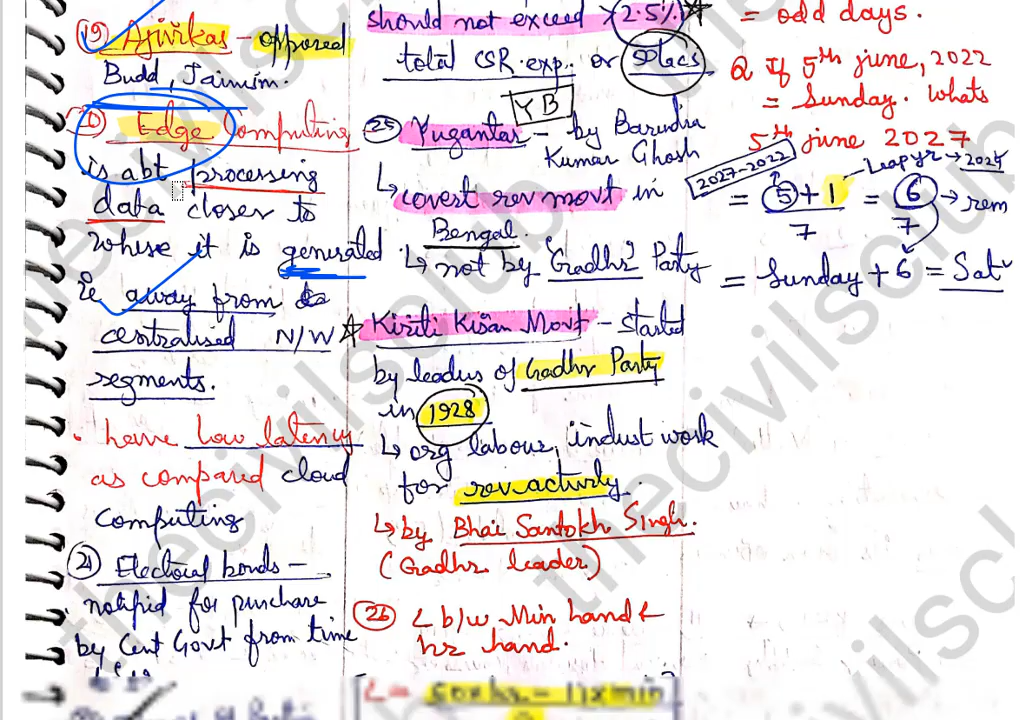 19) Ajivikas - opposed
Budd, Jainism.
20) Edge Computing
is abt processing
data closer to
where it is generated
ie away from
centralised N/W
segments.
. have low latency
as compared cloud
Computing
21) Electoral bonds -
. notified for purchase
by Cent Govt from time
should not exceed (2.5%)
total CSR exp. or 50 lacs
YB
25) Yugantar - by Barindra
Kumar Ghosh
↳ covert rev movt in
Bengal.
↳ not by "Gradhr" Party
☆ Kiriti Kisan Movt - started
by leaders of Gadhr Party
in 1928
↳ org labour, indust work
for rev activity.
↳ by Bhai Santokh Singh.
(Gradhr leader)
26) ∠ b/w Min hand &
hr hand.
= odd days.
Q If 5th june, 2022
= Sunday. Whats
5th june 2027
2027-2022
Leap yr → 2024
= 5+1 = 6 → rem
7 7
= Sunday + 6 = Sat
thecivilsclub